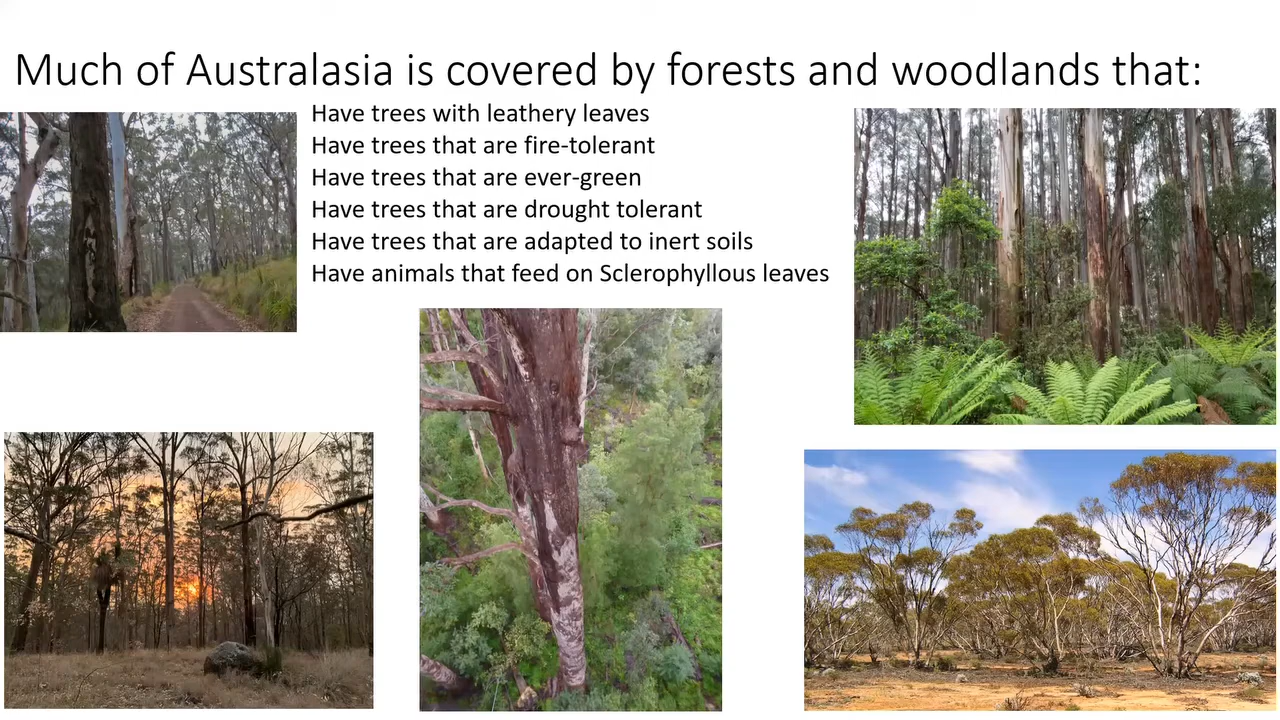 Much of Australasia is covered by forests and woodlands that:
Have trees with leathery leaves
Have trees that are fire-tolerant
Have trees that are ever-green
Have trees that are drought tolerant
Have trees that are adapted to inert soils
Have animals that feed on Sclerophyllous leaves